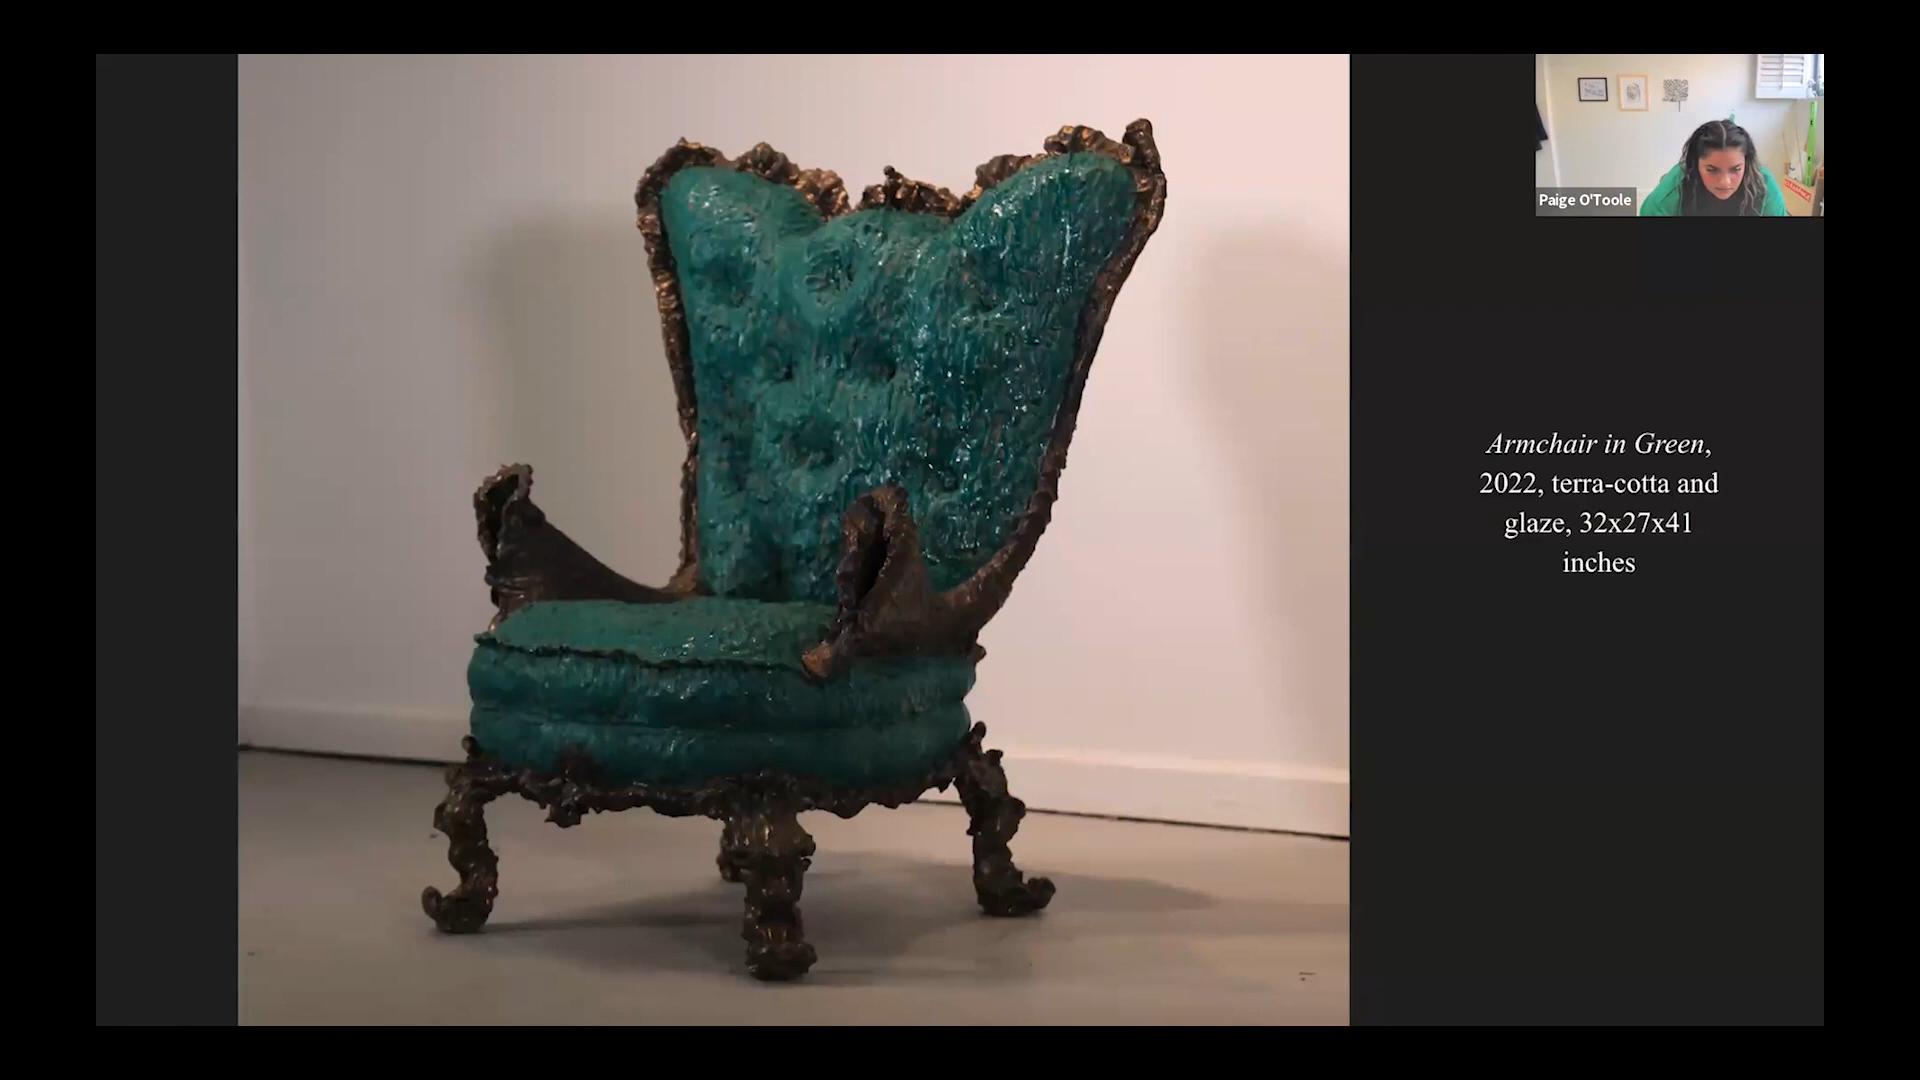 Paige O'Toole
Armchair in Green,
2022, terra-cotta and
glaze, 32x27x41
inches